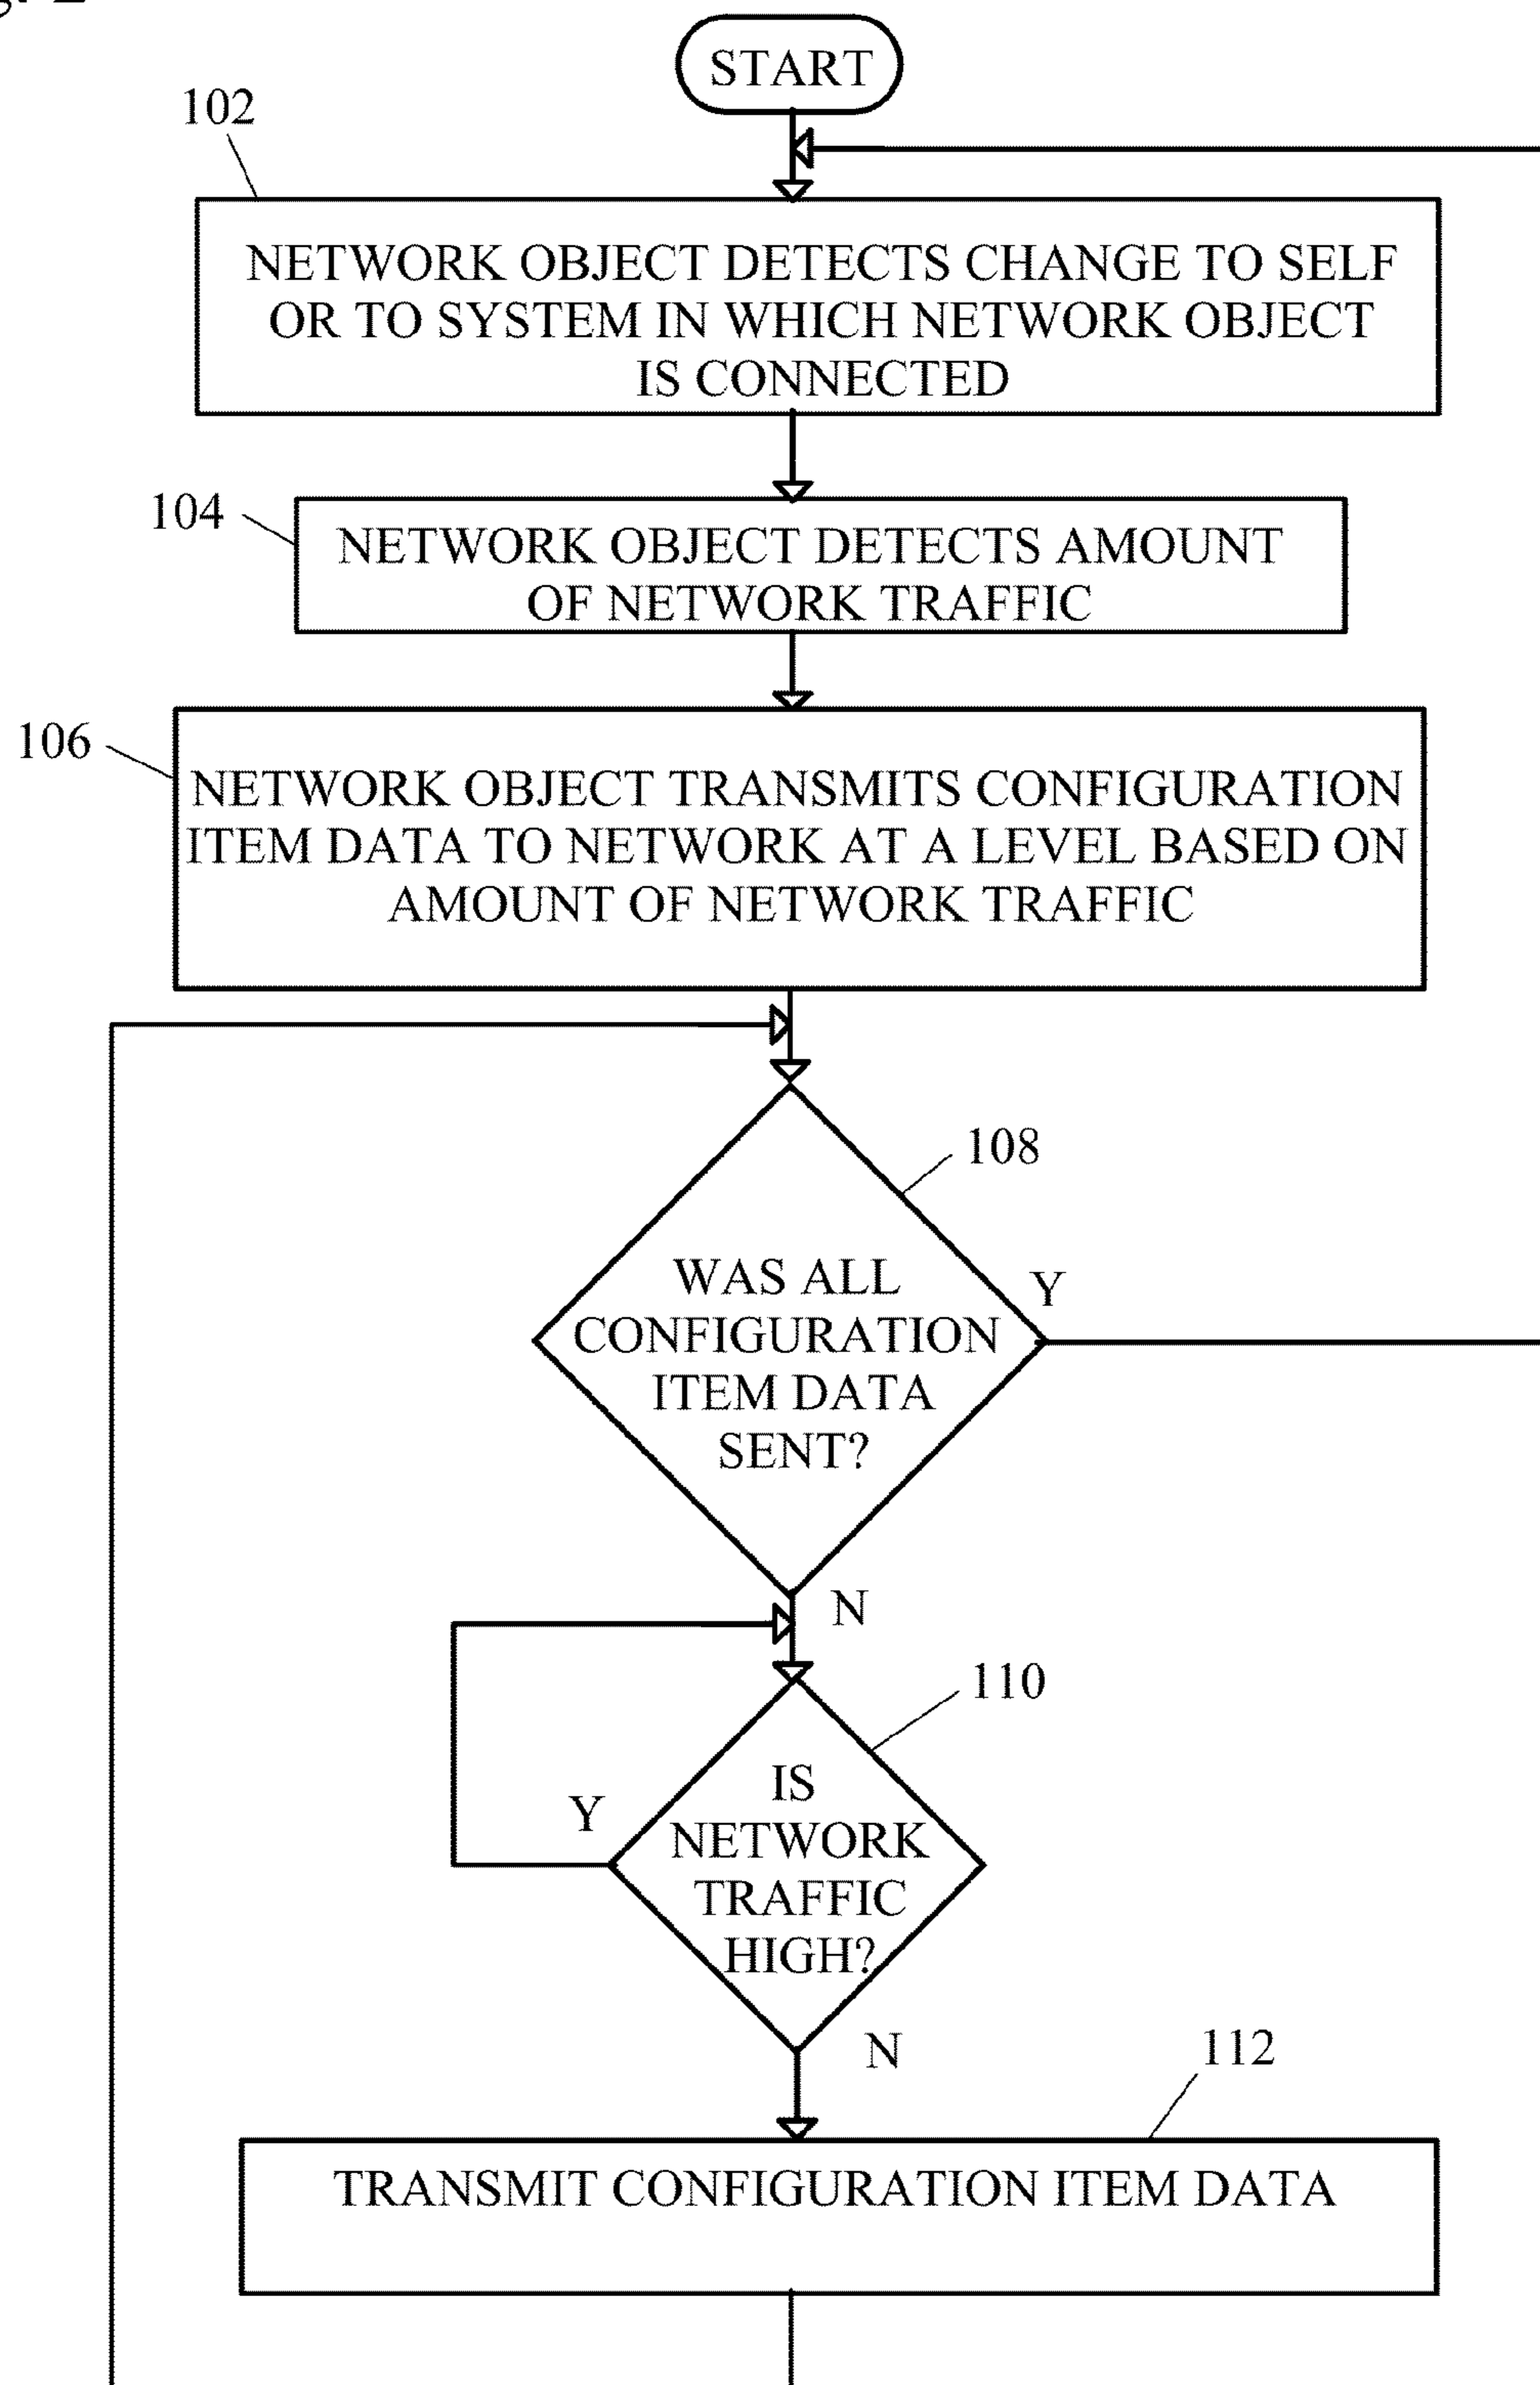 START
102
NETWORK OBJECT DETECTS CHANGE TO SELF
OR TO SYSTEM IN WHICH NETWORK OBJECT
IS CONNECTED
104
NETWORK OBJECT DETECTS AMOUNT
OF NETWORK TRAFFIC
106
NETWORK OBJECT TRANSMITS CONFIGURATION
ITEM DATA TO NETWORK AT A LEVEL BASED ON
AMOUNT OF NETWORK TRAFFIC
108
WAS ALL
CONFIGURATION
ITEM DATA
SENT?
Y
N
110
IS
NETWORK
TRAFFIC
HIGH?
Y
N
112
TRANSMIT CONFIGURATION ITEM DATA